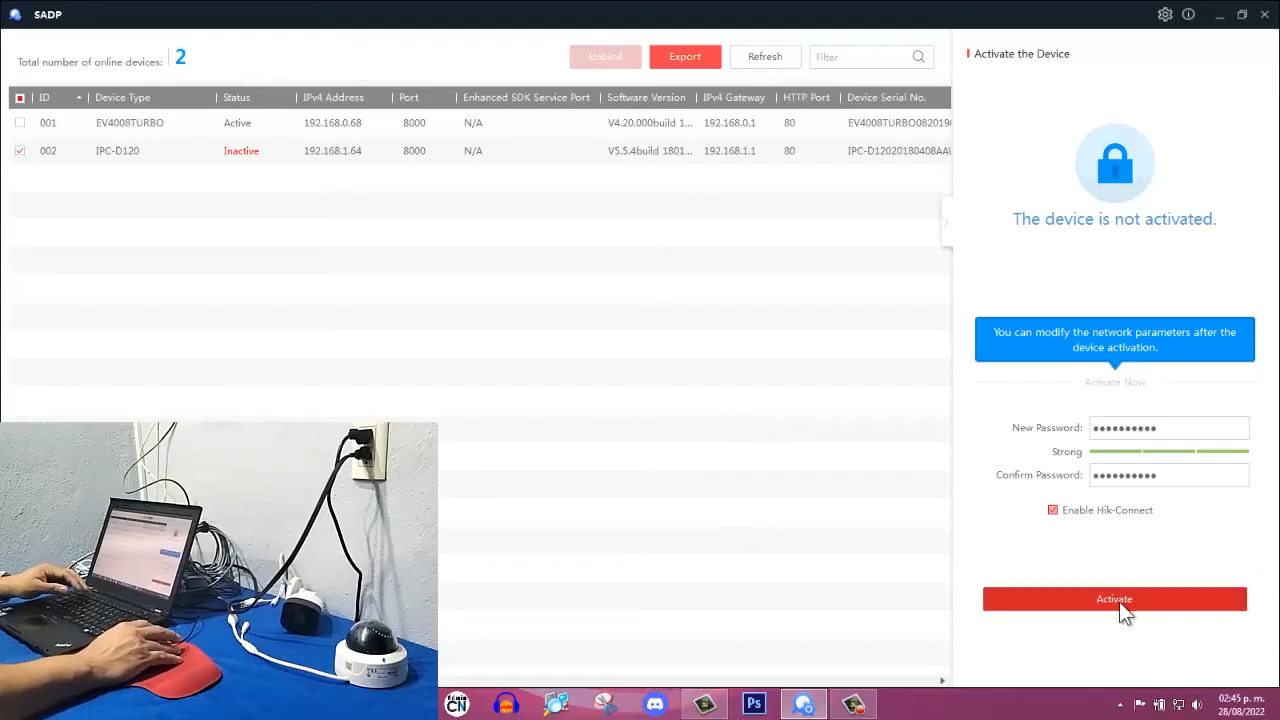 SADP
Total number of online devices: 2
Unbind
Export
Refresh
Filter
ID Device Type Status IPv4 Address Port Enhanced SDK Service Port Software Version IPv4 Gateway HTTP Port Device Serial No.
001 EV4008TURBO Active 192.168.0.68 8000 N/A V4.20.000build 1... 192.168.0.1 80 EV4008TURBO082019
002 IPC-D120 Inactive 192.168.1.64 8000 N/A V5.5.4build 1801... 192.168.1.1 80 IPC-D12020180408AAV
Activate the Device
The device is not activated.
You can modify the network parameters after the
device activation.
Activate Now
New Password: ●●●●●●●●●●
Strong
Confirm Password: ●●●●●●●●●●
Enable Hik-Connect
Activate
CN
Ps
02:45 p. m.
28/08/2022